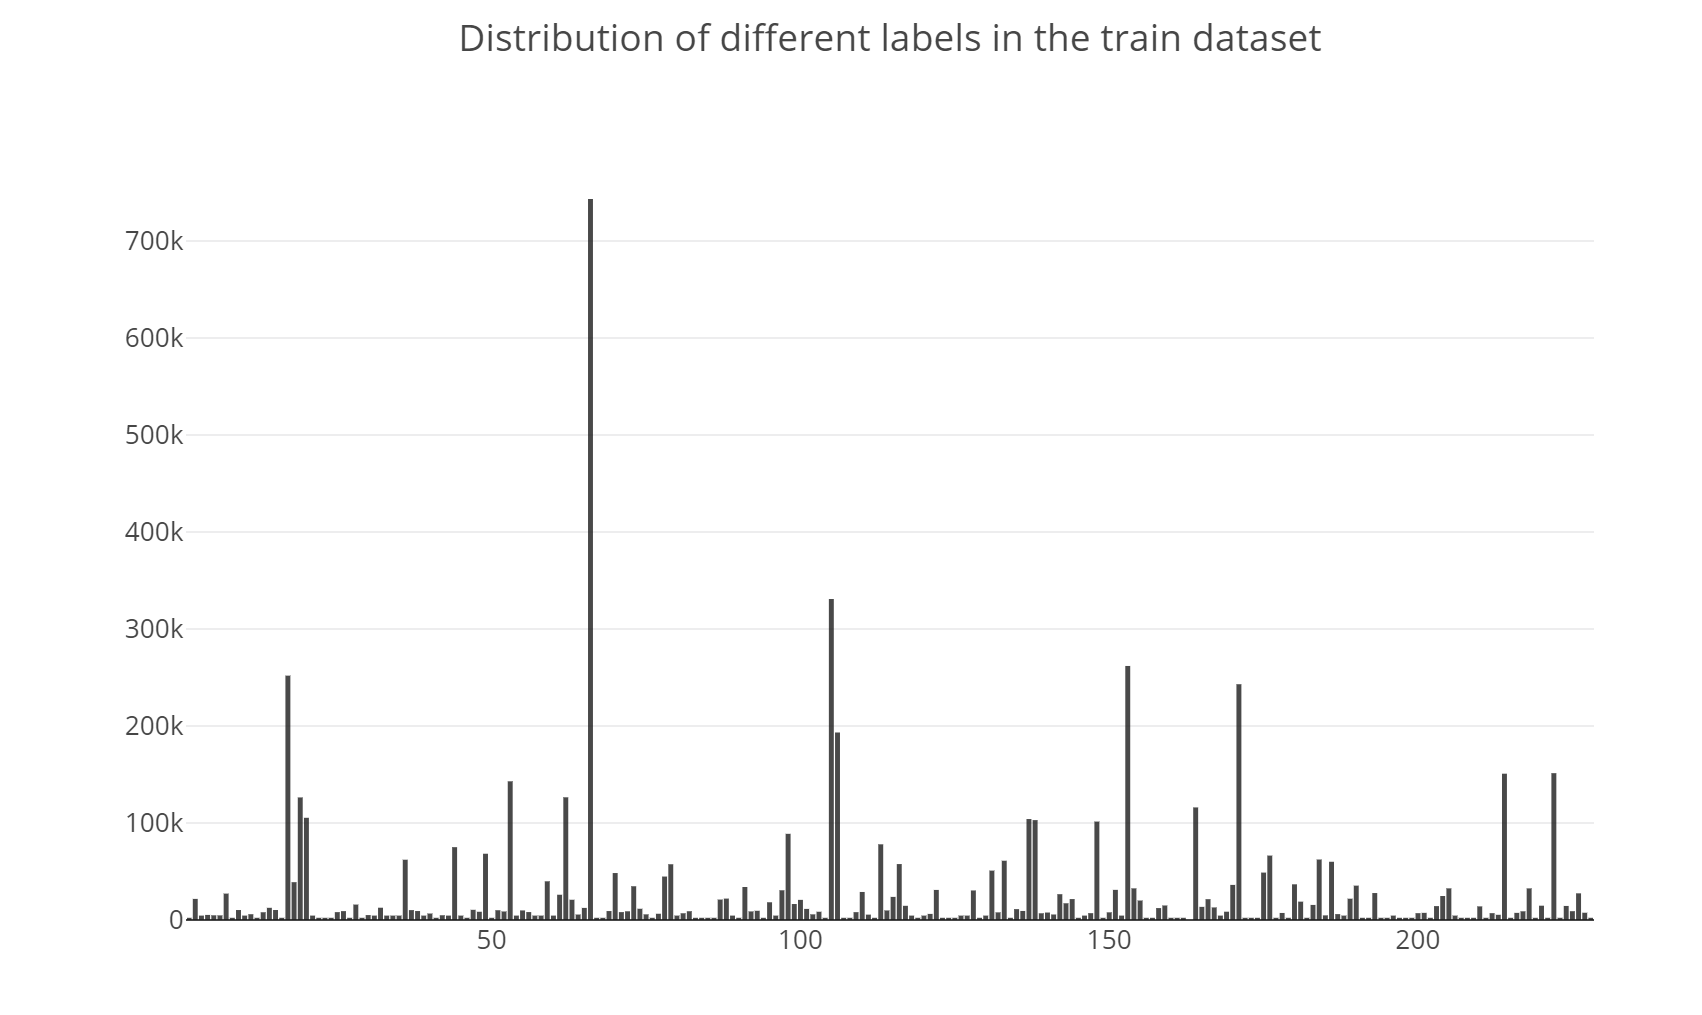 Distribution of different labels in the train dataset
700k
600k
500k
400k
300k
200k
100k
0
50 100 150 200